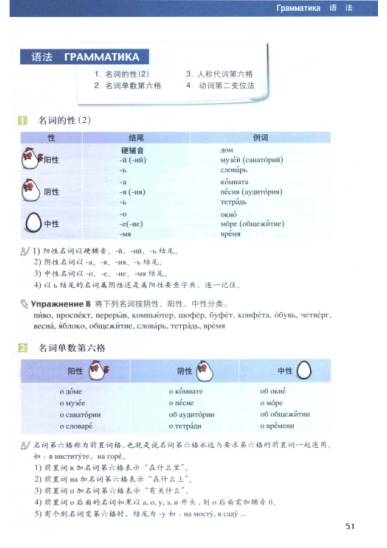 Грамматика 语 法
语法 ГРАММАТИКА
1. 名词的性(2) 3. 人称代词第六格
2. 名词单数第六格 4. 动词第二变位法
1 名词的性(2)
性 结尾 例词
阳性 硬辅音 дом
-й (-ий) музе́й (санато́рий)
-ь слова́рь
阴性 -а ко́мната
-я (-ия) пе́сня (аудито́рия)
-ь тетра́дь
中性 -о окно́
-е(-ие) мо́ре (общежи́тие)
-мя вре́мя
1) 阳性名词以硬辅音、-й、-ий、-ь 结尾。
2) 阴性名词以 -а、-я、-ия、-ь 结尾。
3) 中性名词以 -о、-е、-ие、-мя 结尾。
4) 以 ь 结尾的名词属阴性还是属阳性要查字典，逐一记住。
Упражнение 8 将下列名词按阴性、阳性、中性分类。
пи́во, проспе́кт, переры́в, компью́тер, шофёр, буфе́т, конфе́та, о́бувь, четве́рг,
весна́, я́блоко, общежи́тие, слова́рь, тетра́дь, вре́мя
2 名词单数第六格
阳性 阴性 中性
о до́ме о ко́мнате об окне́
о музе́е о пе́сне о мо́ре
о санато́рии об аудито́рии об общежи́тии
о словаре́ о тетра́ди о вре́мени
名词第六格称为前置词格，也就是说名词第六格永远与要求第六格的前置词一起连用，
如：в институ́те, на горе́。
1) 前置词 в 加名词第六格表示“在什么里”。
2) 前置词 на 加名词第六格表示“在什么上”。
3) 前置词 о 加名词第六格表示“有关什么”。
4) 前置词 о 后面的名词如果以 а, о, у, э, и 开头，则 о 后面需加辅音 б。
5) 有个别名词变第六格时，结尾为 -у 如：на мосту́, в саду́ ...
51